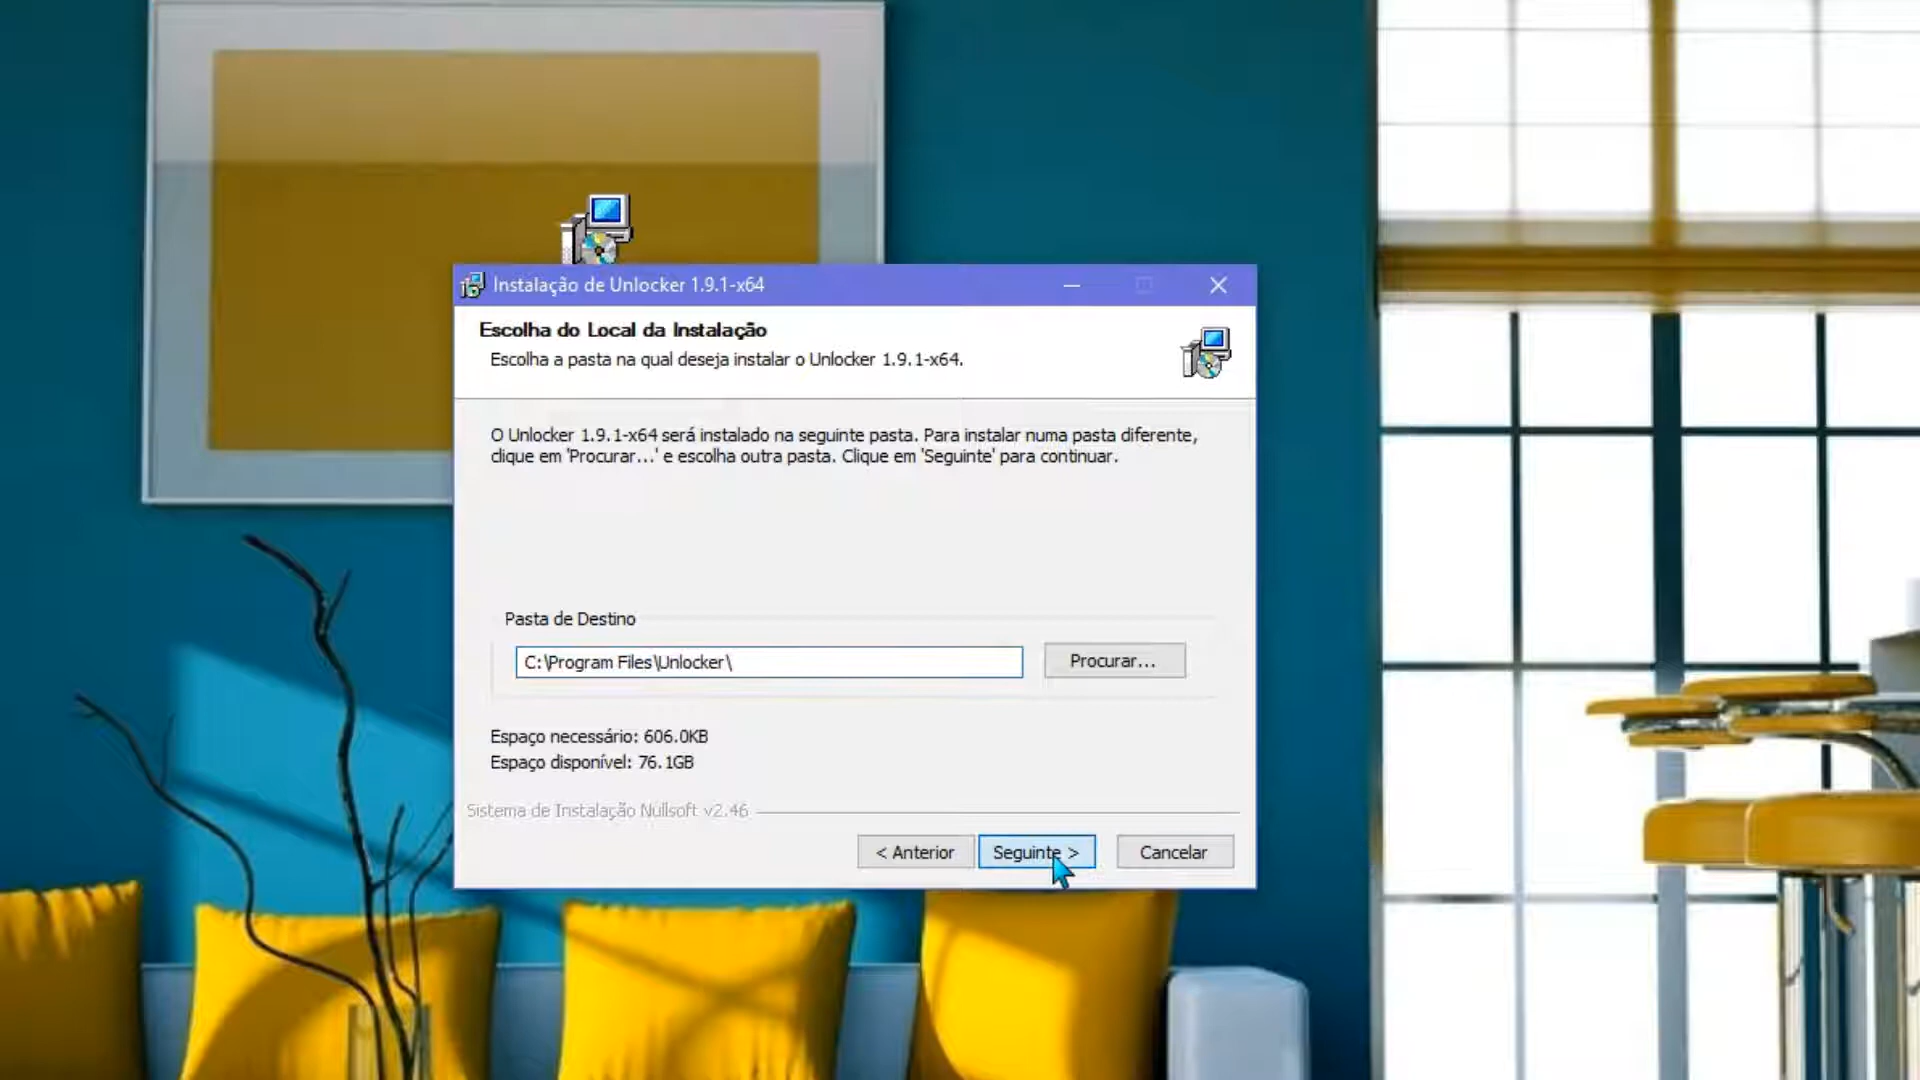 Instalação de Unlocker 1.9.1-x64
Escolha do Local da Instalação
Escolha a pasta na qual deseja instalar o Unlocker 1.9.1-x64.
O Unlocker 1.9.1-x64 será instalado na seguinte pasta. Para instalar numa pasta diferente,
clique em 'Procurar...' e escolha outra pasta. Clique em 'Seguinte' para continuar.
Pasta de Destino
C:\Program Files\Unlocker\
Procurar...
Espaço necessário: 606.0KB
Espaço disponível: 76.1GB
Sistema de Instalação Nullsoft v2.46
< Anterior
Seguinte >
Cancelar